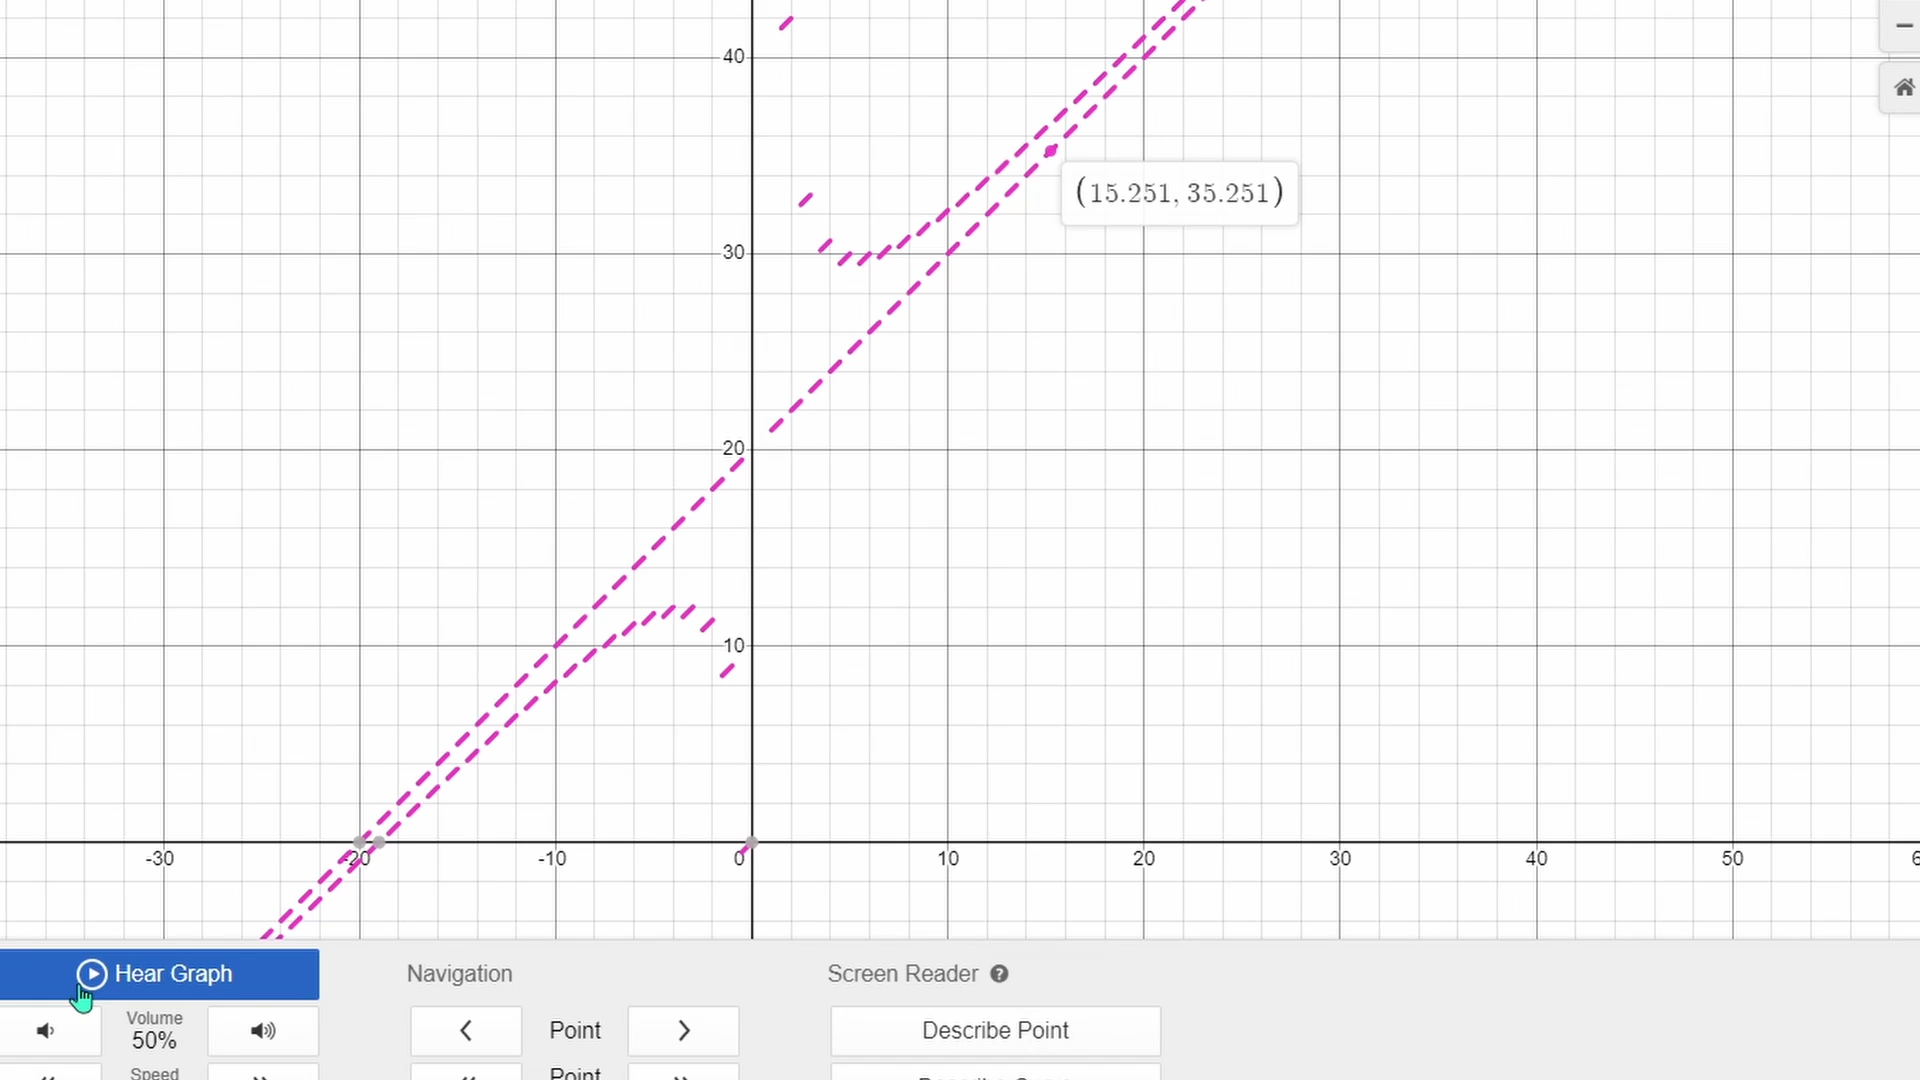 40
(15.251, 35.251)
30
20
10
-30
-20
-10
0
10
20
30
40
50
6
Hear Graph
Navigation
Screen Reader ?
Volume
50%
Point
Describe Point
Speed
Point